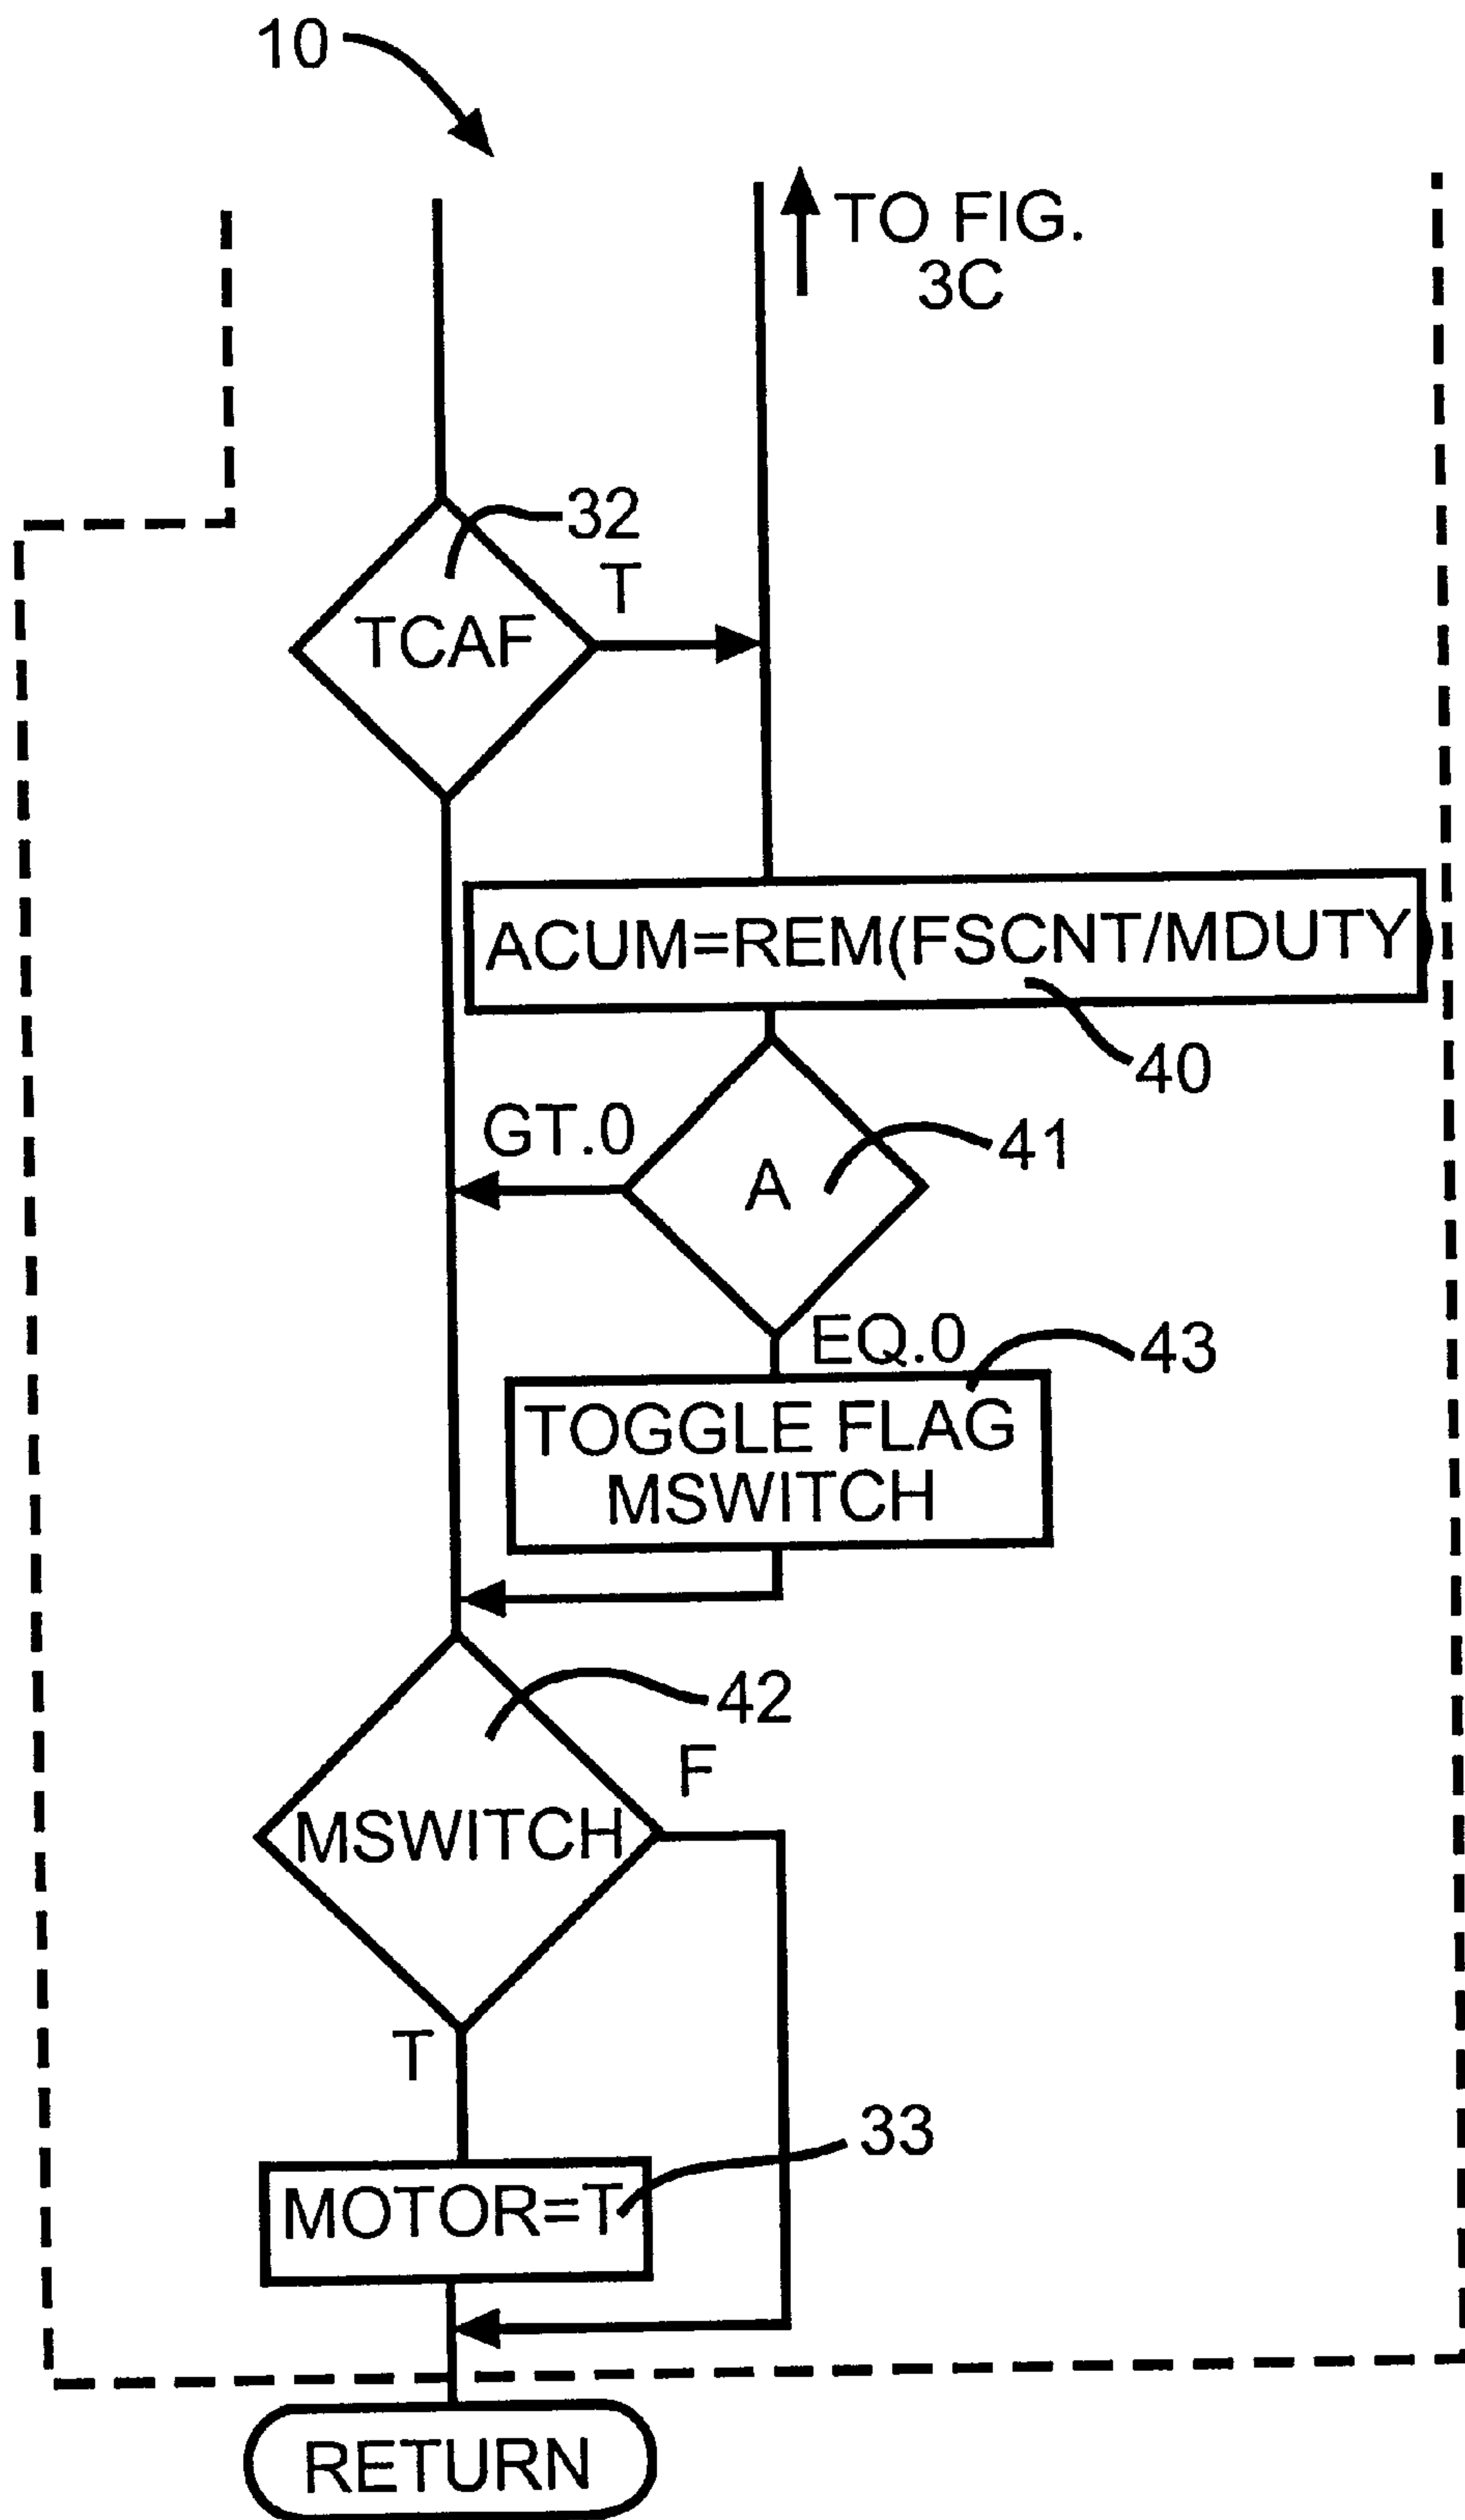 10
TO FIG.
3C
32
T
TCAF
ACUM=REM(FSCNT/MDUTY)
40
GT.0
41
A
EQ.0
43
TOGGLE FLAG
MSWITCH
42
F
MSWITCH
T
33
MOTOR=T
RETURN